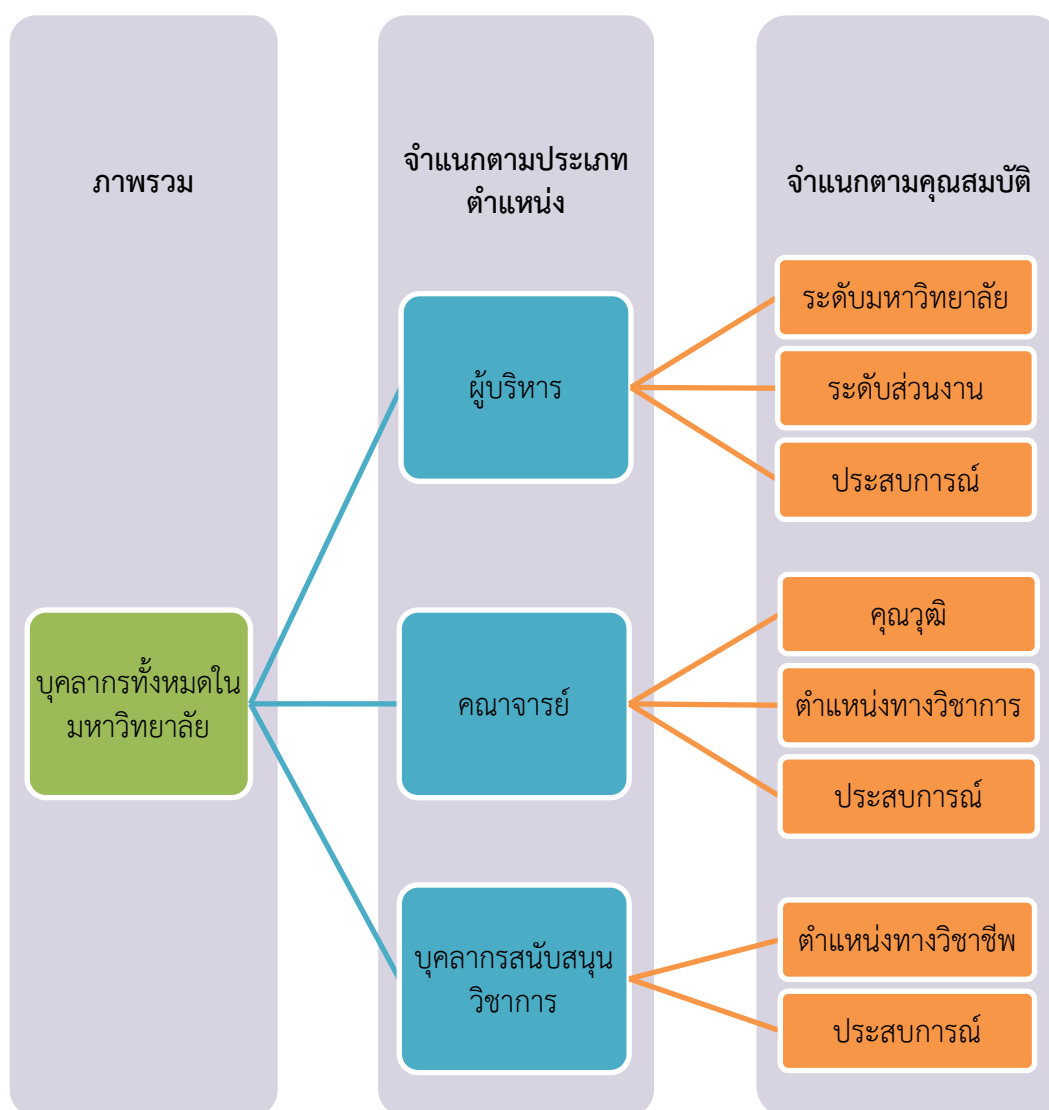 ภาพรวม
จำแนกตามประเภท
ตำแหน่ง
จำแนกตามคุณสมบัติ
บุคลากรทั้งหมดใน
มหาวิทยาลัย
ผู้บริหาร
ระดับมหาวิทยาลัย
ระดับส่วนงาน
ประสบการณ์
คณาจารย์
คุณวุฒิ
ตำแหน่งทางวิชาการ
ประสบการณ์
บุคลากรสนับสนุน
วิชาการ
ตำแหน่งทางวิชาชีพ
ประสบการณ์